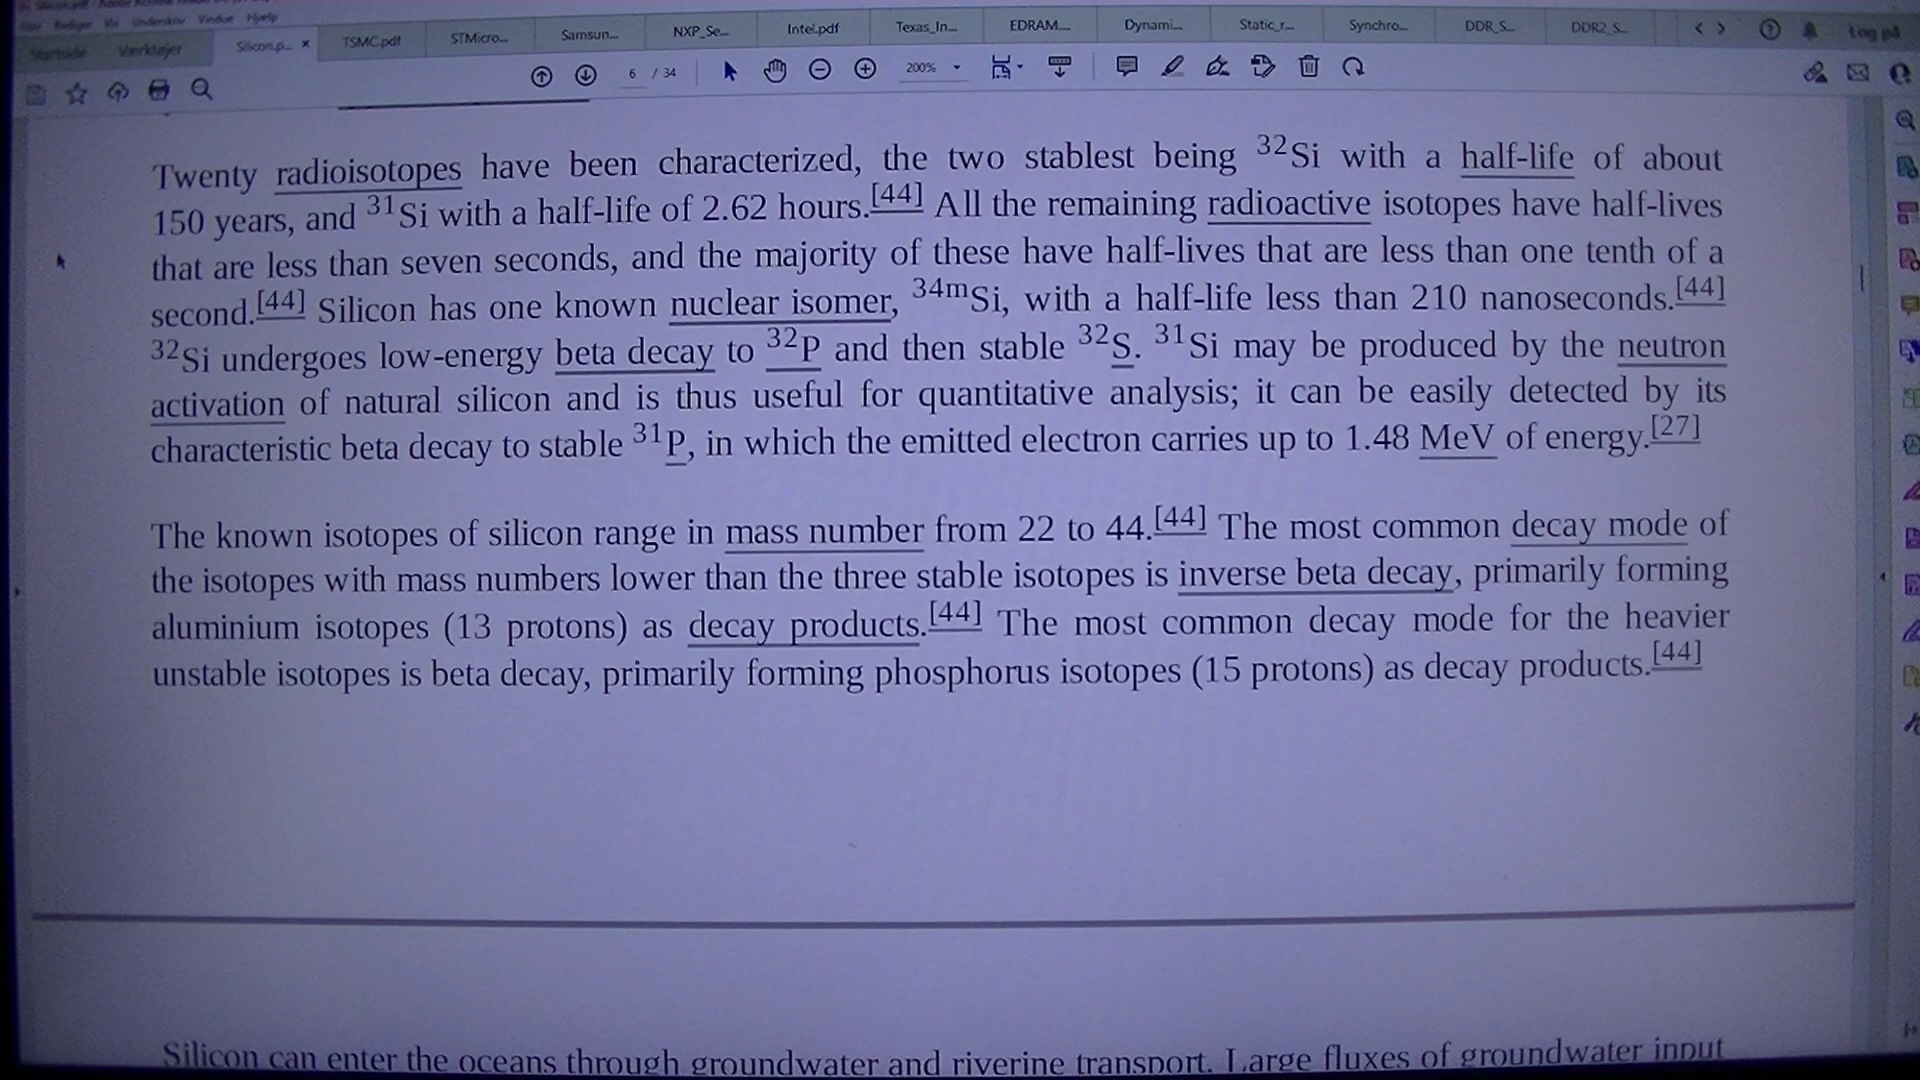 Vis Underskriv Vindue Hjælp
Startside Værktøjer Silicon.p... × TSMC.pdf STMicro... Samsun... NXP_Se... Intel.pdf Texas_In... EDRAM.... Dynami... Static_r... Synchro... DDR_S... DDR2_S... Log på
6 / 34 200%
Twenty radioisotopes have been characterized, the two stablest being ³²Si with a half-life of about
150 years, and ³¹Si with a half-life of 2.62 hours.[44] All the remaining radioactive isotopes have half-lives
that are less than seven seconds, and the majority of these have half-lives that are less than one tenth of a
second.[44] Silicon has one known nuclear isomer, ³⁴ᵐSi, with a half-life less than 210 nanoseconds.[44]
³²Si undergoes low-energy beta decay to ³²P and then stable ³²S. ³¹Si may be produced by the neutron
activation of natural silicon and is thus useful for quantitative analysis; it can be easily detected by its
characteristic beta decay to stable ³¹P, in which the emitted electron carries up to 1.48 MeV of energy.[27]
The known isotopes of silicon range in mass number from 22 to 44.[44] The most common decay mode of
the isotopes with mass numbers lower than the three stable isotopes is inverse beta decay, primarily forming
aluminium isotopes (13 protons) as decay products.[44] The most common decay mode for the heavier
unstable isotopes is beta decay, primarily forming phosphorus isotopes (15 protons) as decay products.[44]
Silicon can enter the oceans through groundwater and riverine transport. Large fluxes of groundwater input